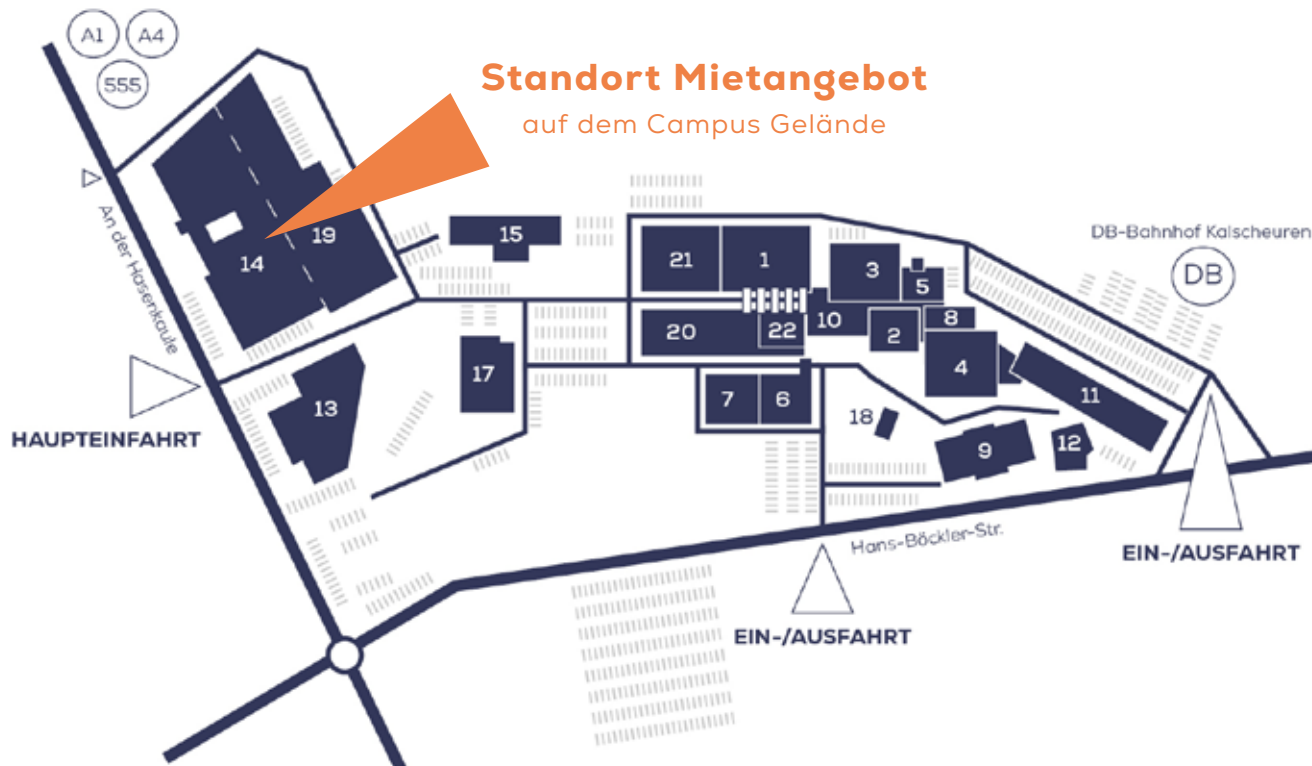 A1 A4
555
Standort Mietangebot
auf dem Campus Gelände
An der Hasenkaule
14
19
15
21
1
3
5
DB-Bahnhof Kalscheuren
DB
20
22
10
2
8
4
11
17
13
7
6
18
9
12
HAUPTEINFAHRT
Hans-Böckler-Str.
EIN-/AUSFAHRT
EIN-/AUSFAHRT